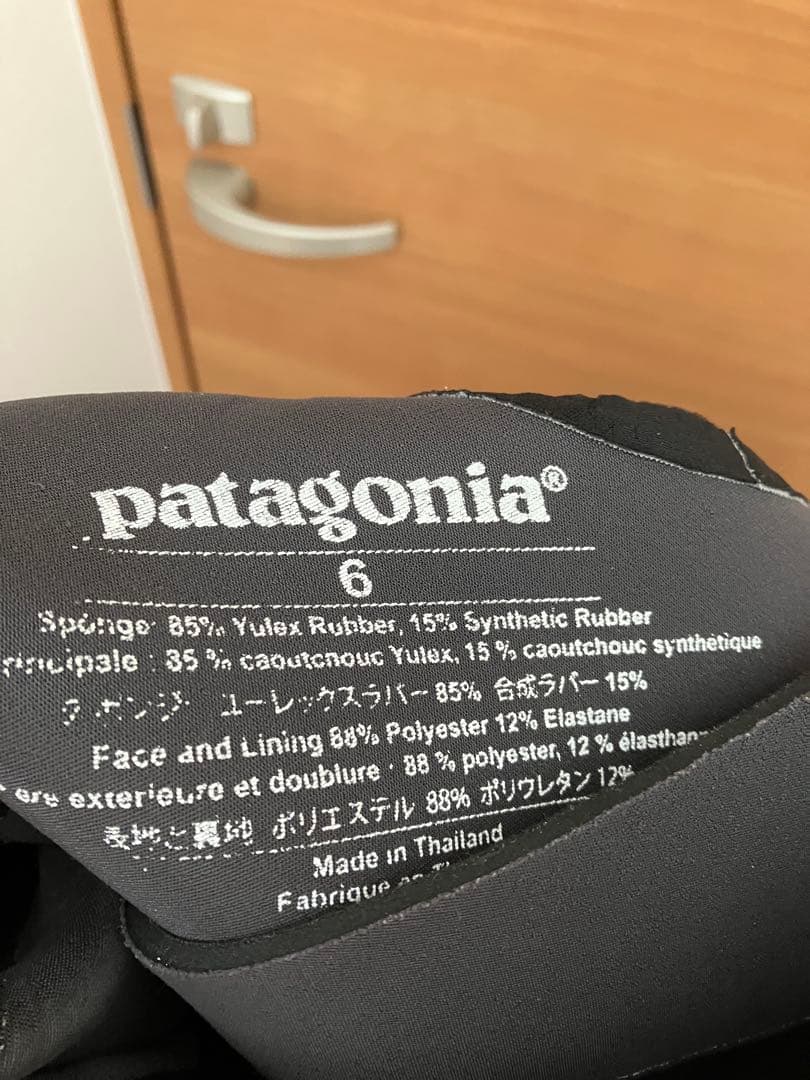 patagonia®
6
Sponge 85% Yulex Rubber, 15% Synthetic Rubber
principale : 85 % caoutchouc Yulex, 15 % caoutchouc synthétique
スポンジ ユーレックスラバー 85% 合成ラバー 15%
Face and Lining 88% Polyester 12% Elastane
exterieure et doublure : 88 % polyester, 12 % élasthan
表地と裏地 ポリエステル 88% ポリウレタン 12%
Made in Thailand
Fabrique